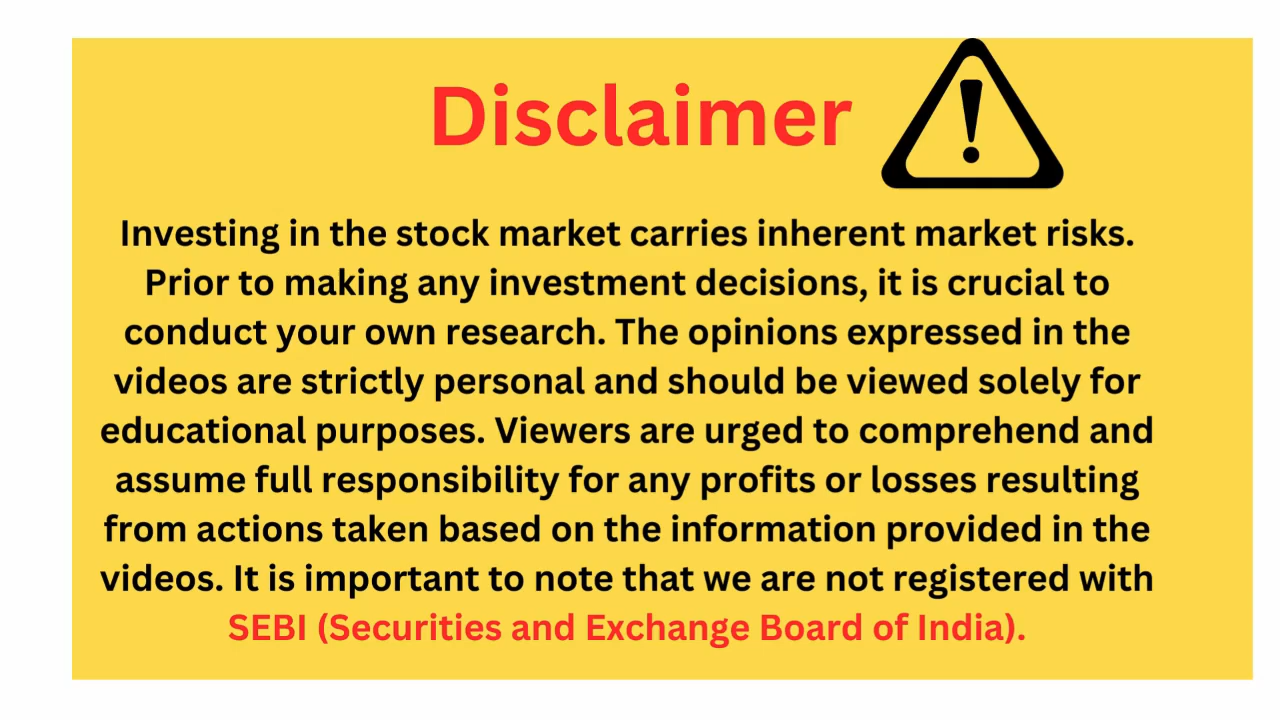 Disclaimer
Investing in the stock market carries inherent market risks.
Prior to making any investment decisions, it is crucial to
conduct your own research. The opinions expressed in the
videos are strictly personal and should be viewed solely for
educational purposes. Viewers are urged to comprehend and
assume full responsibility for any profits or losses resulting
from actions taken based on the information provided in the
videos. It is important to note that we are not registered with
SEBI (Securities and Exchange Board of India).